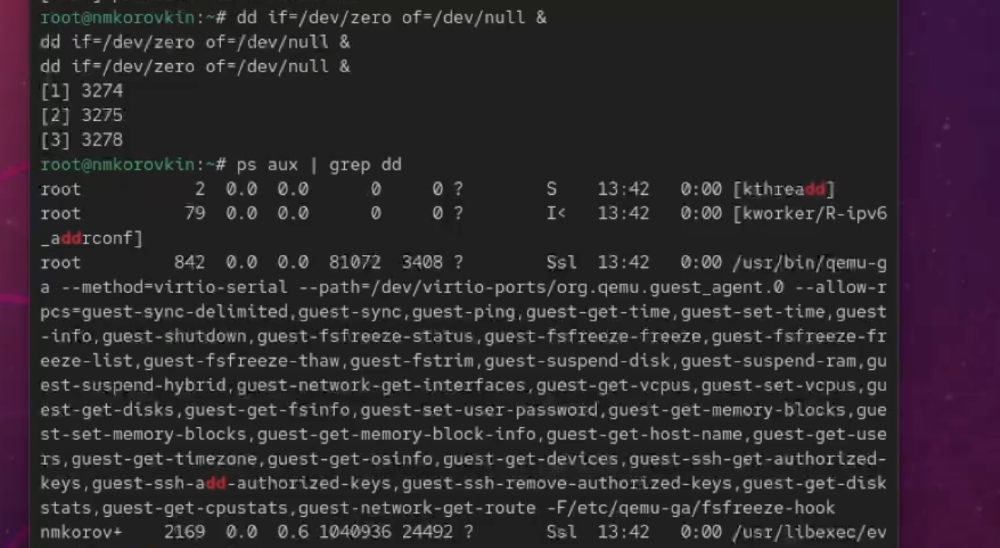 root@nmkorovkin:~# dd if=/dev/zero of=/dev/null &
dd if=/dev/zero of=/dev/null &
dd if=/dev/zero of=/dev/null &
[1] 3274
[2] 3275
[3] 3278
root@nmkorovkin:~# ps aux | grep dd
root           2  0.0  0.0      0     0 ?        S    13:42   0:00 [kthreadd]
root          79  0.0  0.0      0     0 ?        I<   13:42   0:00 [kworker/R-ipv6
_addrconf]
root         842  0.0  0.0  81072  3408 ?        Ssl  13:42   0:00 /usr/bin/qemu-g
a --method=virtio-serial --path=/dev/virtio-ports/org.qemu.guest_agent.0 --allow-r
pcs=guest-sync-delimited,guest-sync,guest-ping,guest-get-time,guest-set-time,guest
-info,guest-shutdown,guest-fsfreeze-status,guest-fsfreeze-freeze,guest-fsfreeze-fr
eeze-list,guest-fsfreeze-thaw,guest-fstrim,guest-suspend-disk,guest-suspend-ram,gu
est-suspend-hybrid,guest-network-get-interfaces,guest-get-vcpus,guest-set-vcpus,gu
est-get-disks,guest-get-fsinfo,guest-set-user-password,guest-get-memory-blocks,gue
st-set-memory-blocks,guest-get-memory-block-info,guest-get-host-name,guest-get-use
rs,guest-get-timezone,guest-get-osinfo,guest-get-devices,guest-ssh-get-authorized-
keys,guest-ssh-add-authorized-keys,guest-ssh-remove-authorized-keys,guest-get-disk
stats,guest-get-cpustats,guest-network-get-route -F/etc/qemu-ga/fsfreeze-hook
nmkorov+    2169  0.0  0.6 1040936 24492 ?       Ssl  13:42   0:00 /usr/libexec/ev